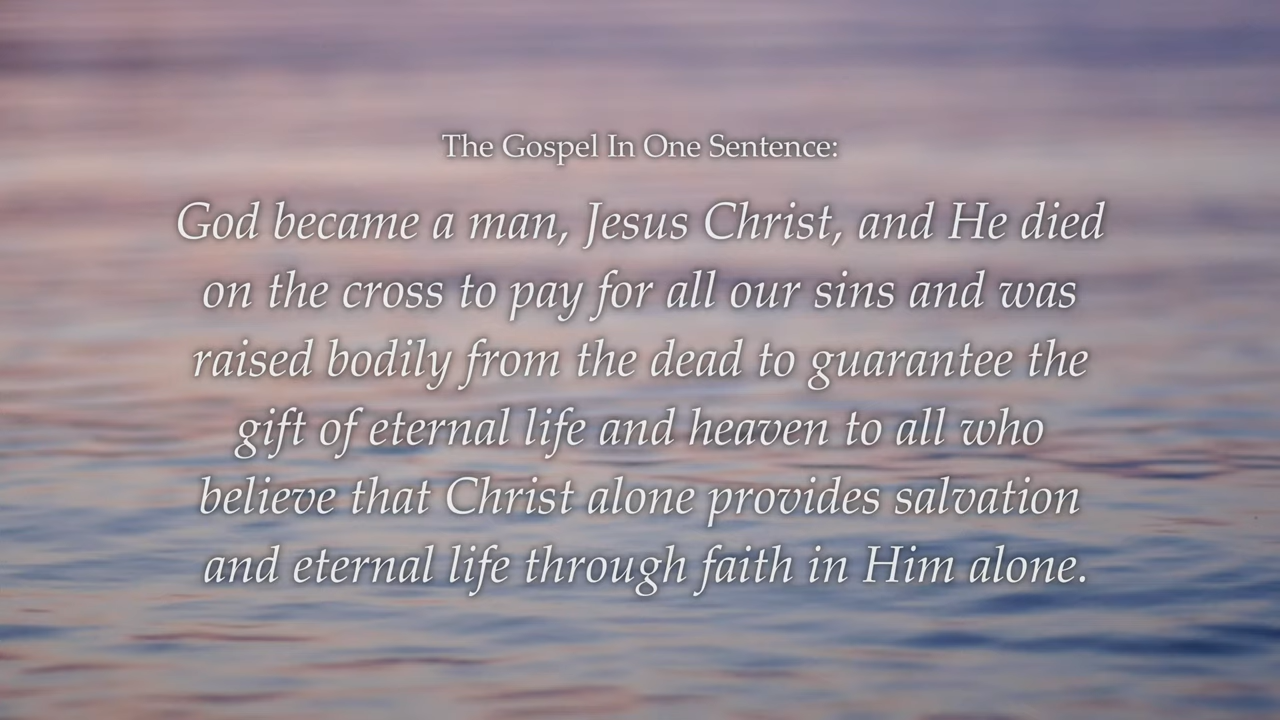 The Gospel In One Sentence:
God became a man, Jesus Christ, and He died
on the cross to pay for all our sins and was
raised bodily from the dead to guarantee the
gift of eternal life and heaven to all who
believe that Christ alone provides salvation
and eternal life through faith in Him alone.